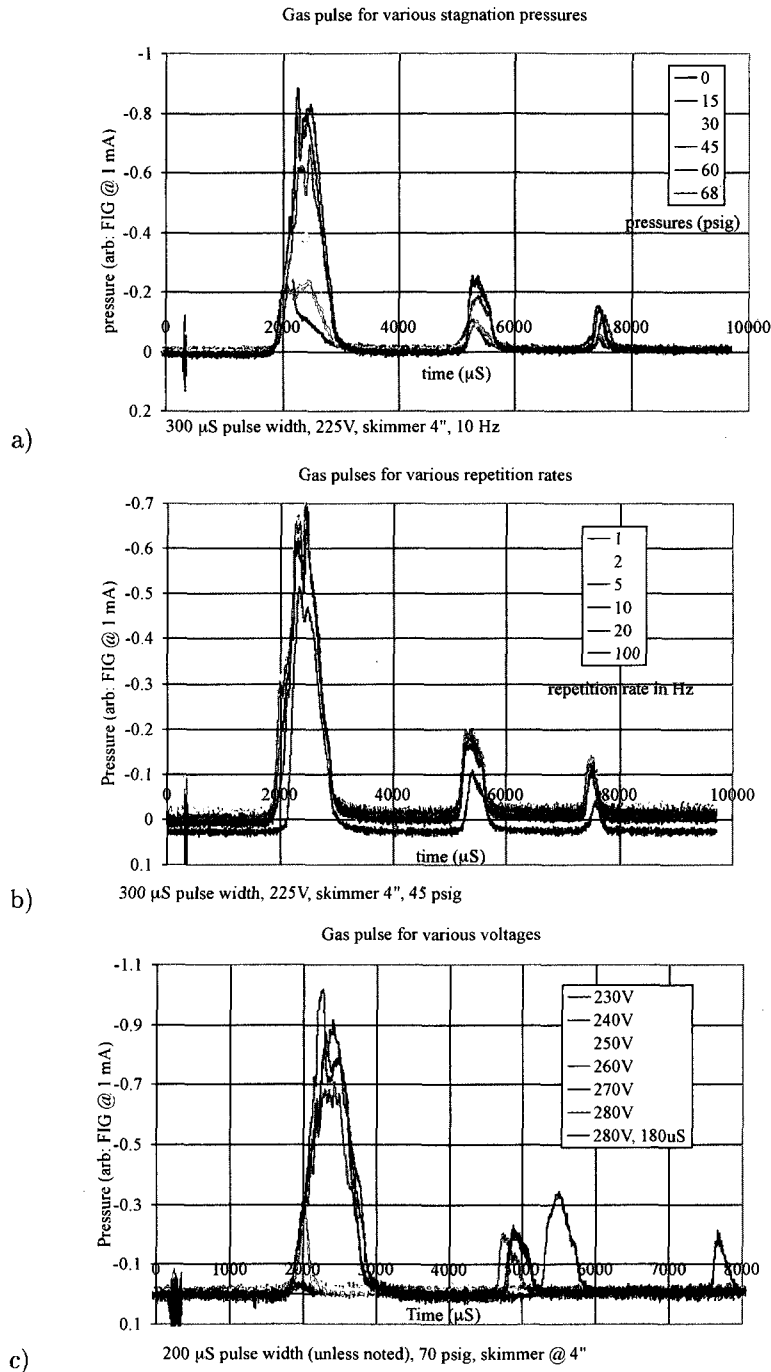 Gas pulse for various stagnation pressures
-1
-0.8
-0.6
-0.4
-0.2
0
0.2
pressure (arb: FIG @ 1 mA)
0
15
30
45
60
68
pressures (psig)
0 2000 4000 6000 8000 10000
time (µS)
300 µS pulse width, 225V, skimmer 4", 10 Hz
a)
Gas pulses for various repetition rates
-0.7
-0.6
-0.5
-0.4
-0.3
-0.2
-0.1
0
0.1
Pressure (arb: FIG @ 1 mA)
1
2
5
10
20
100
repetition rate in Hz
0 2000 4000 6000 8000 10000
time (µS)
300 µS pulse width, 225V, skimmer 4", 45 psig
b)
Gas pulse for various voltages
-1.1
-0.9
-0.7
-0.5
-0.3
-0.1
0.1
Pressure (arb: FIG @ 1 mA)
230V
240V
250V
260V
270V
280V
280V, 180uS
0 1000 2000 3000 4000 5000 6000 7000 8000
Time (µS)
200 µS pulse width (unless noted), 70 psig, skimmer @ 4"
c)